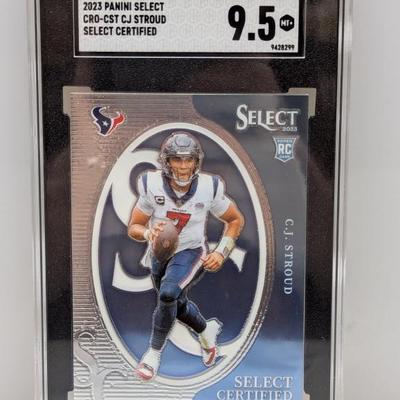 2023 PANINI SELECT
CRO-CST CJ STROUD
SELECT CERTIFIED
9.5 MT+
9428299
SELECT
2023
RC
C.J. STROUD
7
SELECT
CERTIFIED